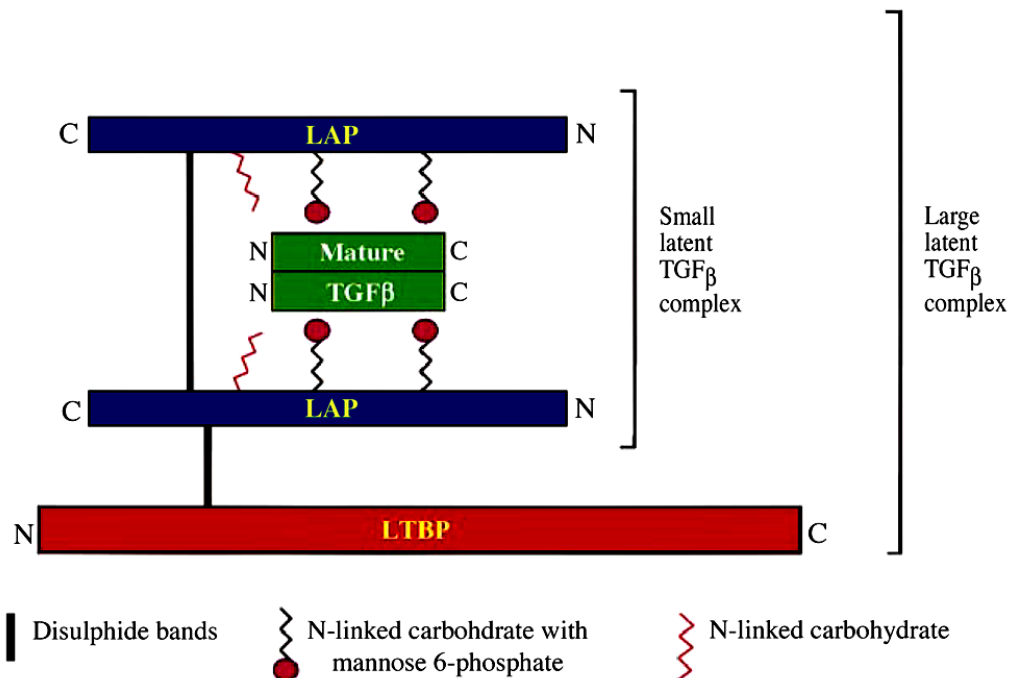 C LAP N
N Mature C
N TGFβ C
C LAP N
N LTBP C
Small
latent
TGFβ
complex
Large
latent
TGFβ
complex
Disulphide bands
N-linked carbohdrate with
mannose 6-phosphate
N-linked carbohydrate